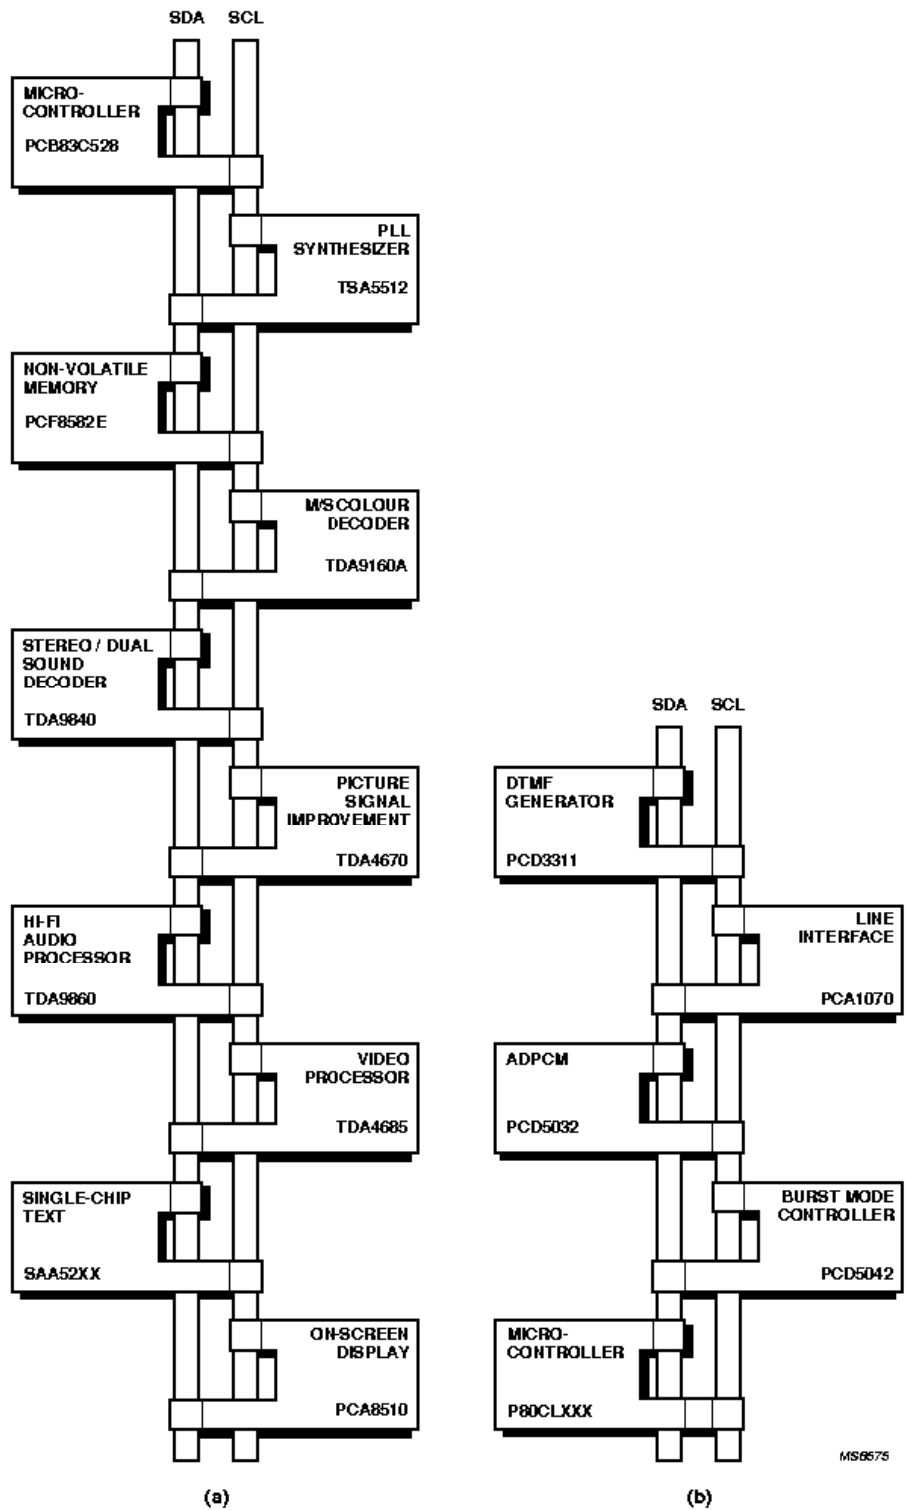 SDA SCL
MICRO-
CONTROLLER
PCB83C528
PLL
SYNTHESIZER
TSA5512
NON-VOLATILE
MEMORY
PCF8582E
M/S COLOUR
DECODER
TDA9160A
STEREO / DUAL
SOUND
DECODER
TDA9840
PICTURE
SIGNAL
IMPROVEMENT
TDA4670
HI-FI
AUDIO
PROCESSOR
TDA9860
VIDEO
PROCESSOR
TDA4685
SINGLE-CHIP
TEXT
SAA52XX
ON-SCREEN
DISPLAY
PCA8510
(a)
SDA SCL
DTMF
GENERATOR
PCD3311
LINE
INTERFACE
PCA1070
ADPCM
PCD5032
BURST MODE
CONTROLLER
PCD5042
MICRO-
CONTROLLER
P80CLXXX
MSB575
(b)